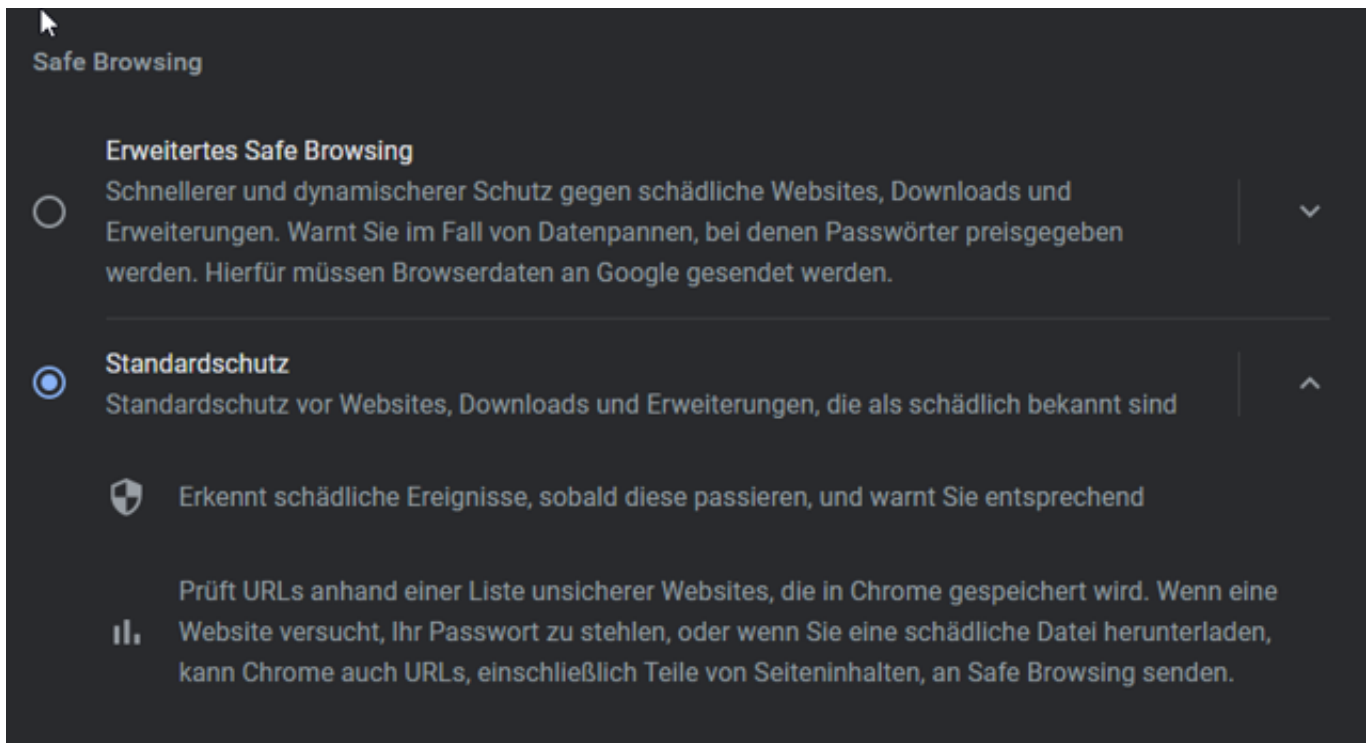 Safe Browsing
Erweitertes Safe Browsing
Schnellerer und dynamischerer Schutz gegen schädliche Websites, Downloads und
Erweiterungen. Warnt Sie im Fall von Datenpannen, bei denen Passwörter preisgegeben
werden. Hierfür müssen Browserdaten an Google gesendet werden.
Standardschutz
Standardschutz vor Websites, Downloads und Erweiterungen, die als schädlich bekannt sind
Erkennt schädliche Ereignisse, sobald diese passieren, und warnt Sie entsprechend
Prüft URLs anhand einer Liste unsicherer Websites, die in Chrome gespeichert wird. Wenn eine
Website versucht, Ihr Passwort zu stehlen, oder wenn Sie eine schädliche Datei herunterladen,
kann Chrome auch URLs, einschließlich Teile von Seiteninhalten, an Safe Browsing senden.